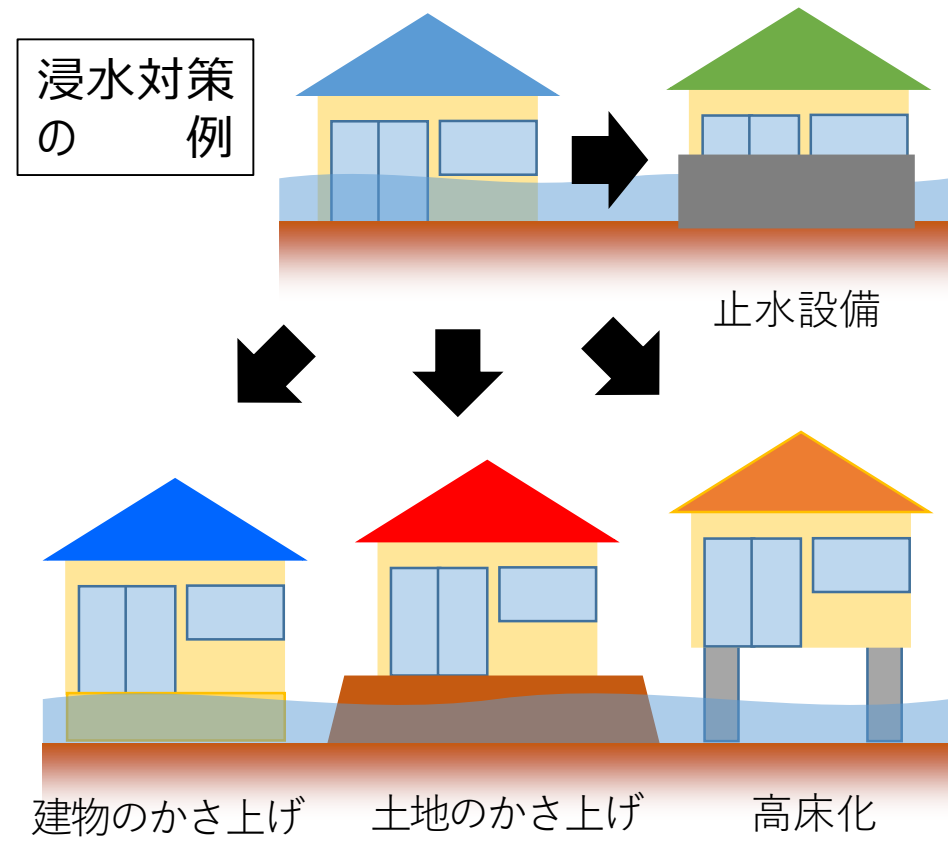 浸水対策
の　　例
止水設備
建物のかさ上げ
土地のかさ上げ
高床化